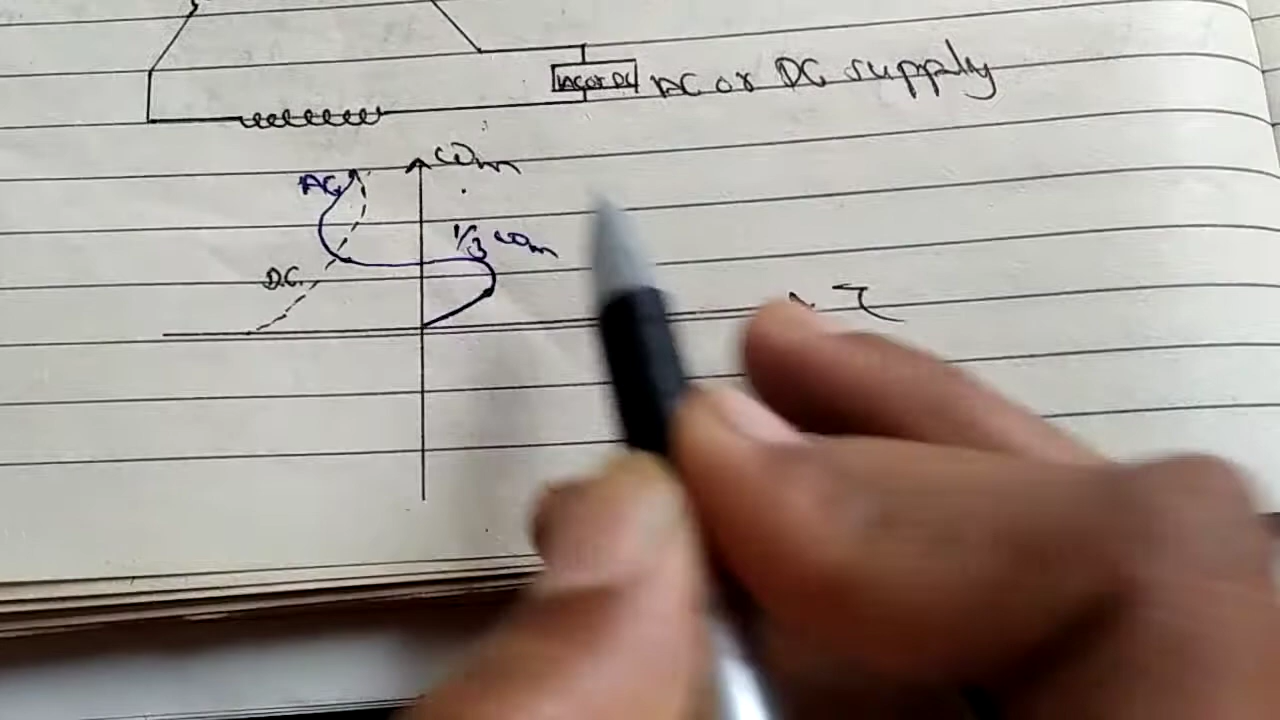 AC or DC AC or DC supply
ωm
AC
1/3 ωm
D.C.
τ